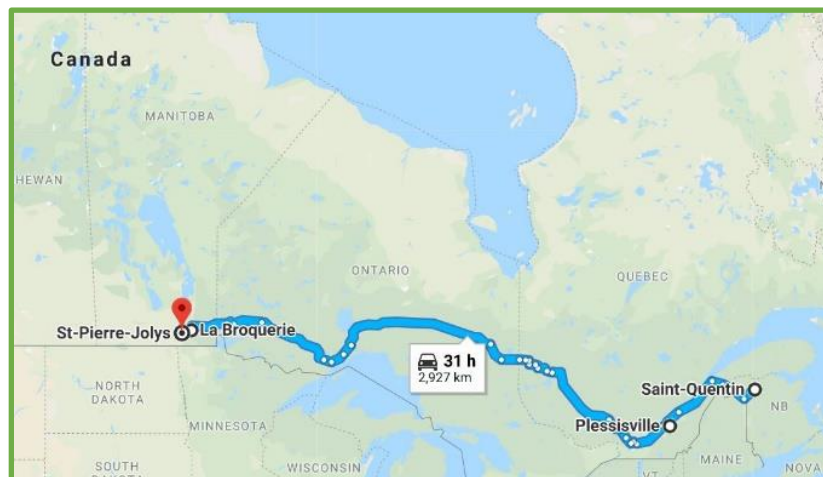 Canada
MANITOBA
HEWAN
ONTARIO
QUEBEC
St-Pierre-Jolys
La Broquerie
31 h
2,927 km
NORTH
DAKOTA
Saint-Quentin
NB
Plessisville
MINNESOTA
SOUTH
DAKOTA
WISCONSIN
VT
MAINE
NOVA